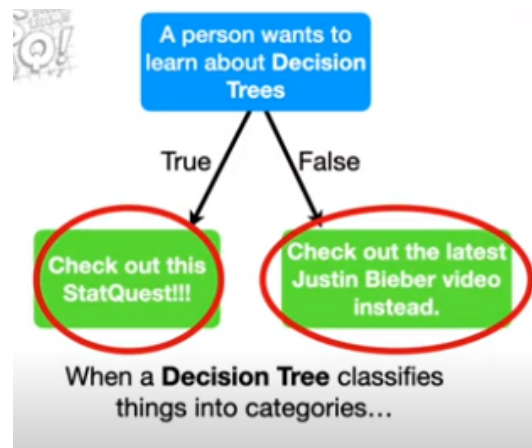 A person wants to
learn about Decision
Trees
True
False
Check out this
StatQuest!!!
Check out the latest
Justin Bieber video
instead.
When a Decision Tree classifies
things into categories…